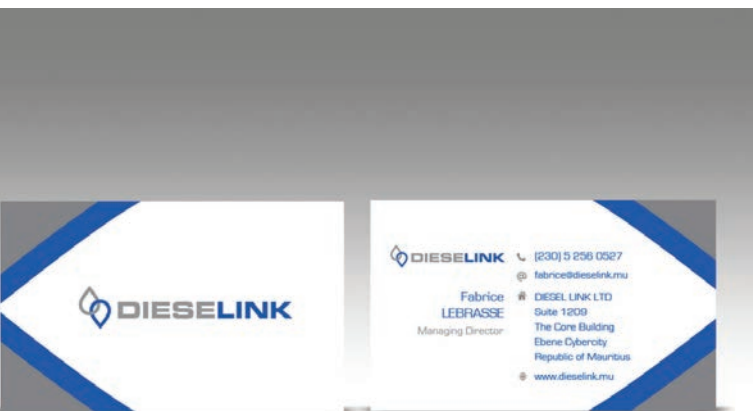 DIESELINK
DIESELINK
(230) 5 256 0527
fabrice@dieselink.mu
Fabrice
LEBRASSE
Managing Director
DIESEL LINK LTD
Suite 1209
The Core Building
Ebene Cybercity
Republic of Mauritius
www.dieselink.mu